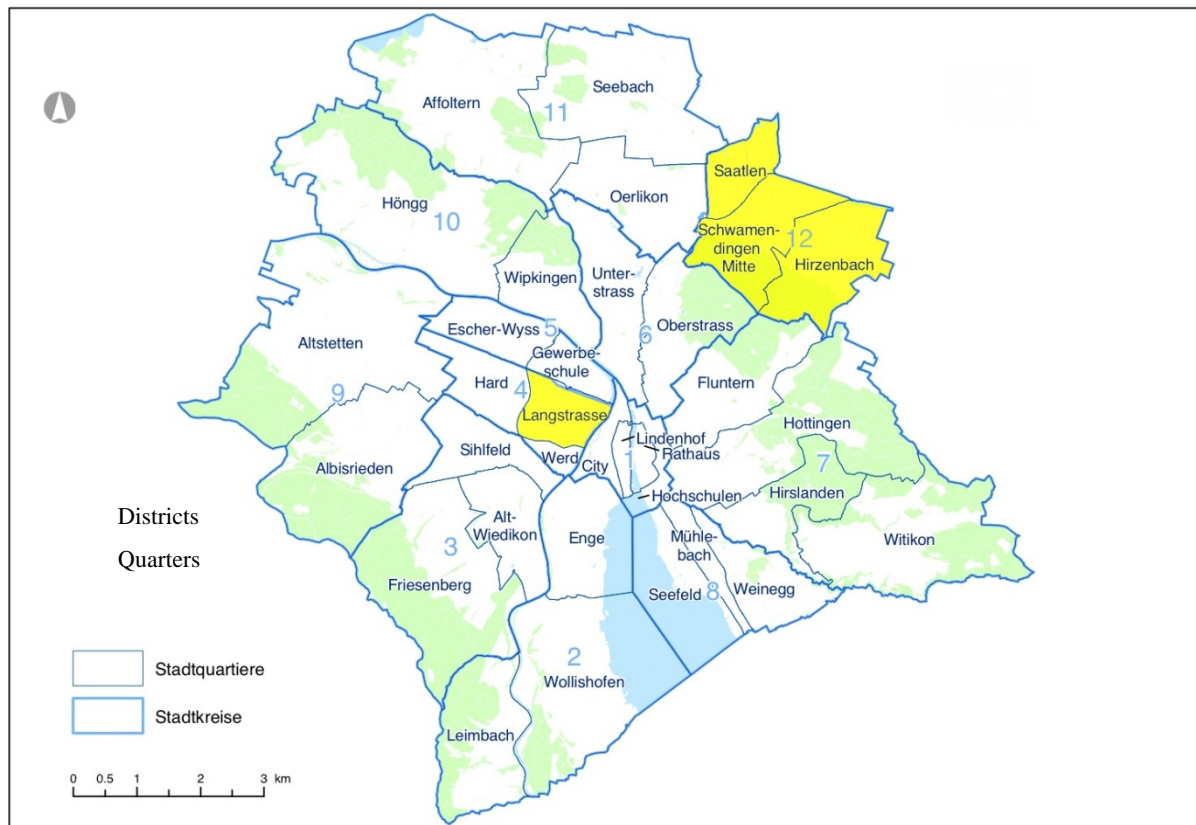 Seebach
Affoltern
11
Saatlen
Oerlikon
Höngg
10
Schwamen-
dingen
Mitte
12
Hirzenbach
Wipkingen
Unter-
strass
Escher-Wyss
5
6
Oberstrass
Altstetten
Gewerbe-
schule
Hard
4
Fluntern
9
Langstrasse
Hottingen
Lindenhof
Rathaus
Sihlfeld
Werd
City
1
7
Albisrieden
Hochschulen
Hirslanden
Districts
Quarters
Alt-
Wiedikon
3
Enge
Mühle-
bach
Witikon
Friesenberg
Seefeld
8
Weinegg
2
Wollishofen
Leimbach
Stadtquartiere
Stadtkreise
0 0.5 1 2 3 km